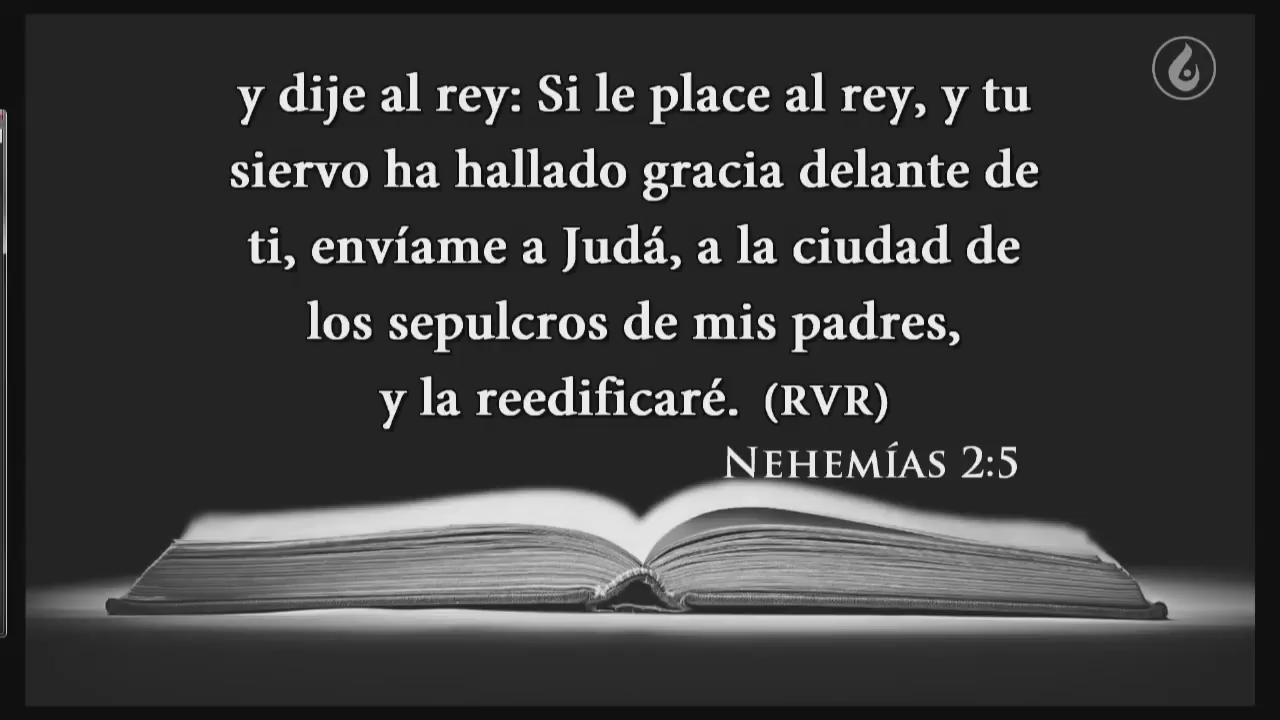 y dije al rey: Si le place al rey, y tu
siervo ha hallado gracia delante de
ti, envíame a Judá, a la ciudad de
los sepulcros de mis padres,
y la reedificaré. (RVR)
Nehemías 2:5